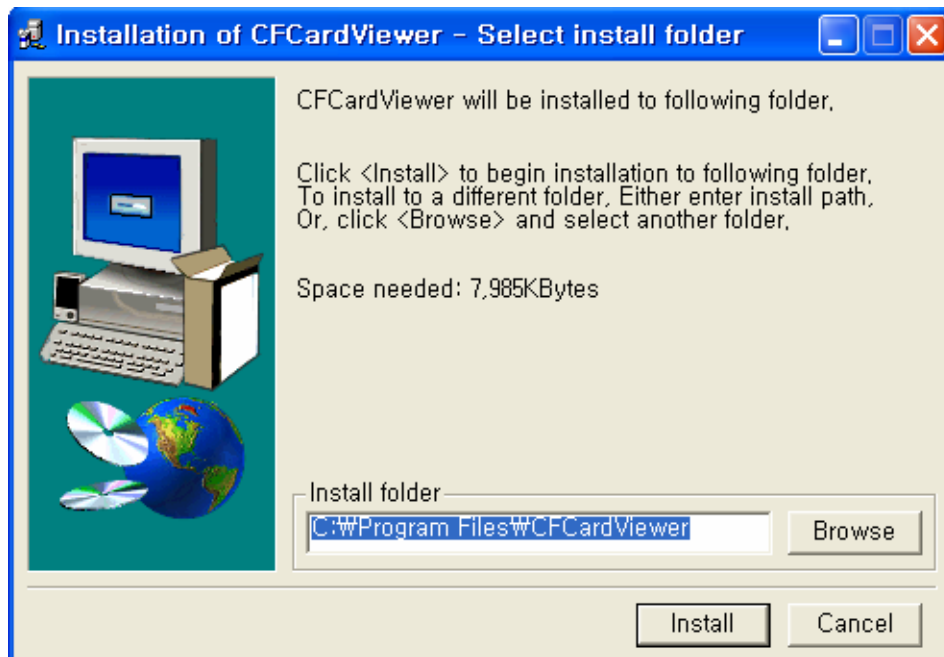 Installation of CFCardViewer - Select install folder
CFCardViewer will be installed to following folder,
Click <Install> to begin installation to following folder,
To install to a different folder, Either enter install path,
Or, click <Browse> and select another folder,
Space needed: 7,985KBytes
Install folder
C:₩Program Files₩CFCardViewer
Browse
Install
Cancel